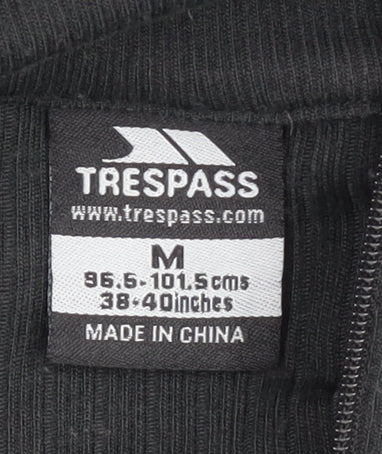 TRESPASS
www.trespass.com
M
96.5-101.5cms
38-40inches
MADE IN CHINA